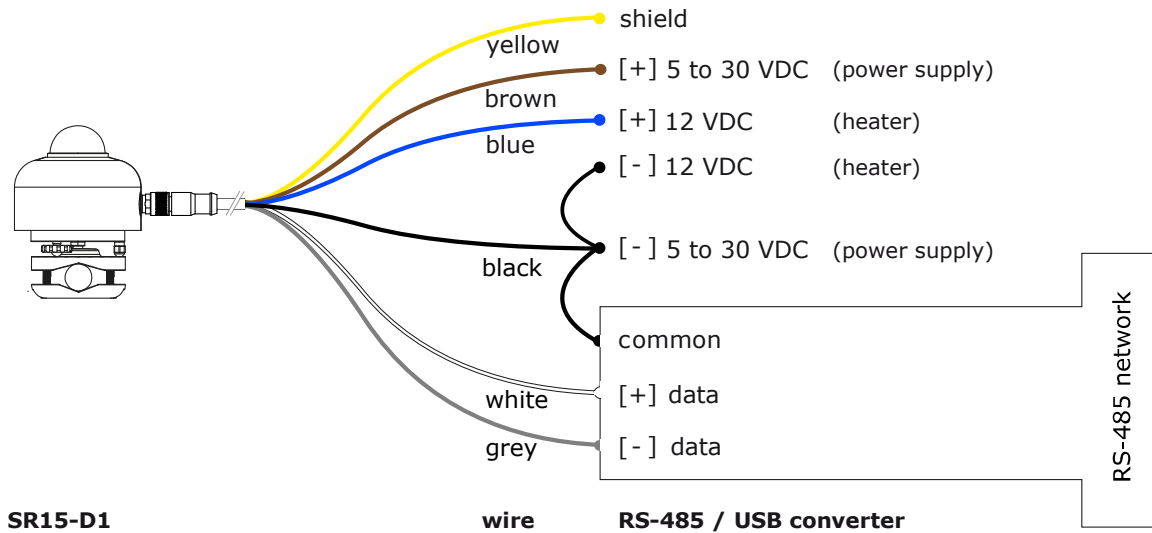 shield
yellow
[+] 5 to 30 VDC (power supply)
brown
[+] 12 VDC (heater)
blue
[-] 12 VDC (heater)
[-] 5 to 30 VDC (power supply)
black
common
[+] data
white
[-] data
grey
RS-485 network
SR15-D1 wire RS-485 / USB converter